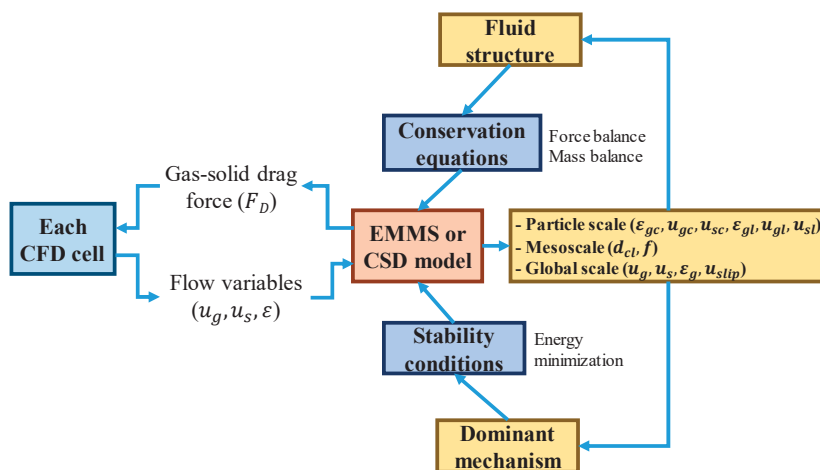 Fluid
structure
Conservation
equations
Force balance
Mass balance
Gas-solid drag
force (F_D)
Each
CFD cell
EMMS or
CSD model
- Particle scale (ε_gc, u_gc, u_sc, ε_gl, u_gl, u_sl)
- Mesoscale (d_cl, f)
- Global scale (u_g, u_s, ε_g, u_slip)
Flow variables
(u_g, u_s, ε)
Stability
conditions
Energy
minimization
Dominant
mechanism